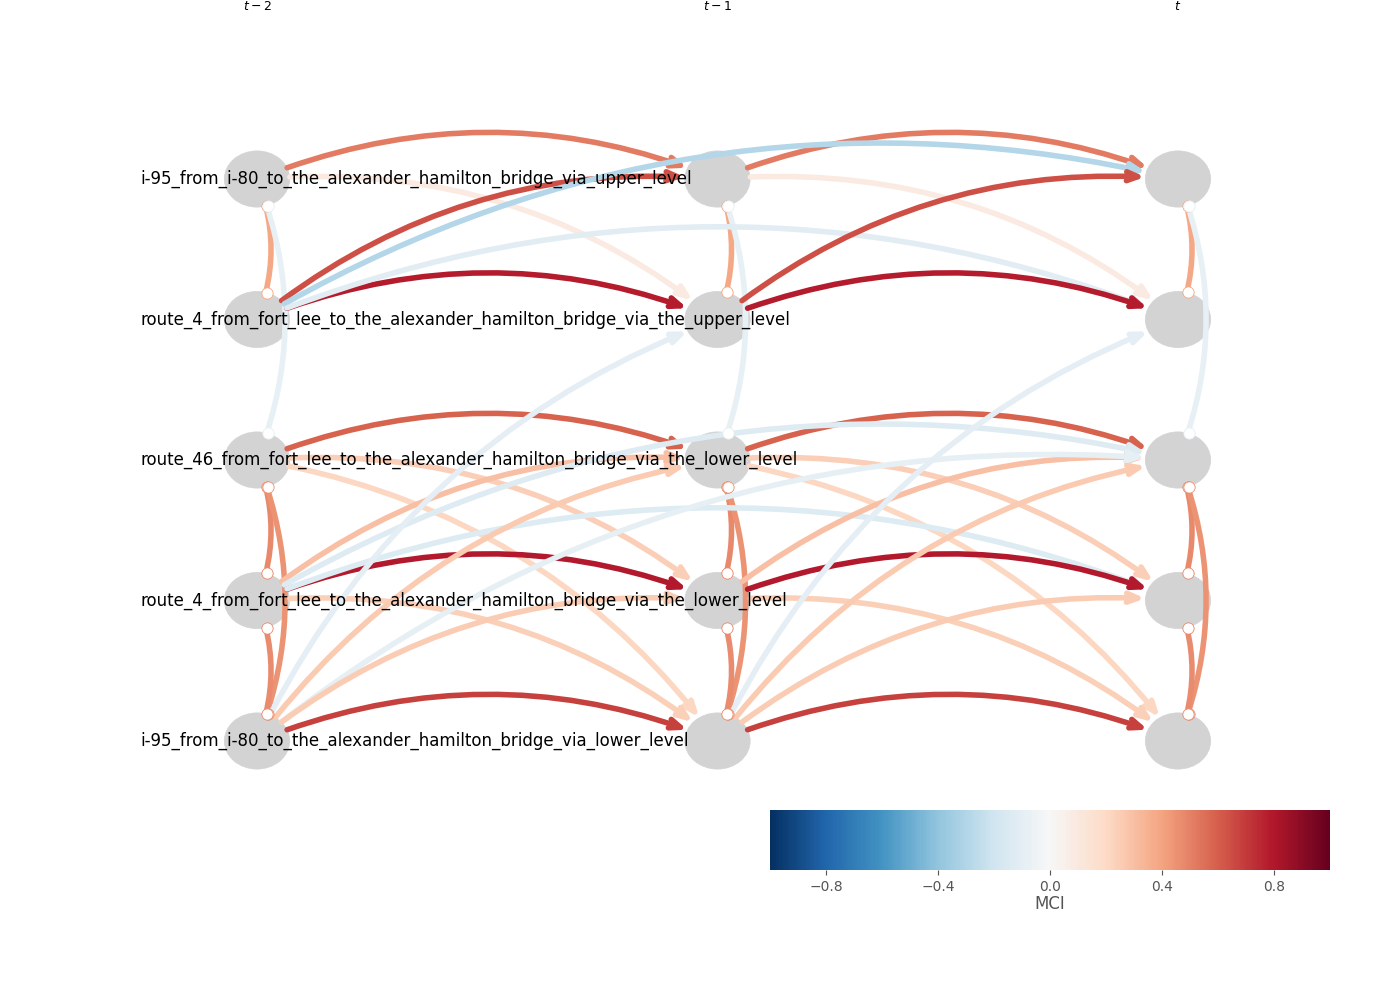 t − 2 t − 1 t
i-95_from_i-80_to_the_alexander_hamilton_bridge_via_upper_level
route_4_from_fort_lee_to_the_alexander_hamilton_bridge_via_the_upper_level
route_46_from_fort_lee_to_the_alexander_hamilton_bridge_via_the_lower_level
route_4_from_fort_lee_to_the_alexander_hamilton_bridge_via_the_lower_level
i-95_from_i-80_to_the_alexander_hamilton_bridge_via_lower_level
−0.8 −0.4 0.0 0.4 0.8
MCI